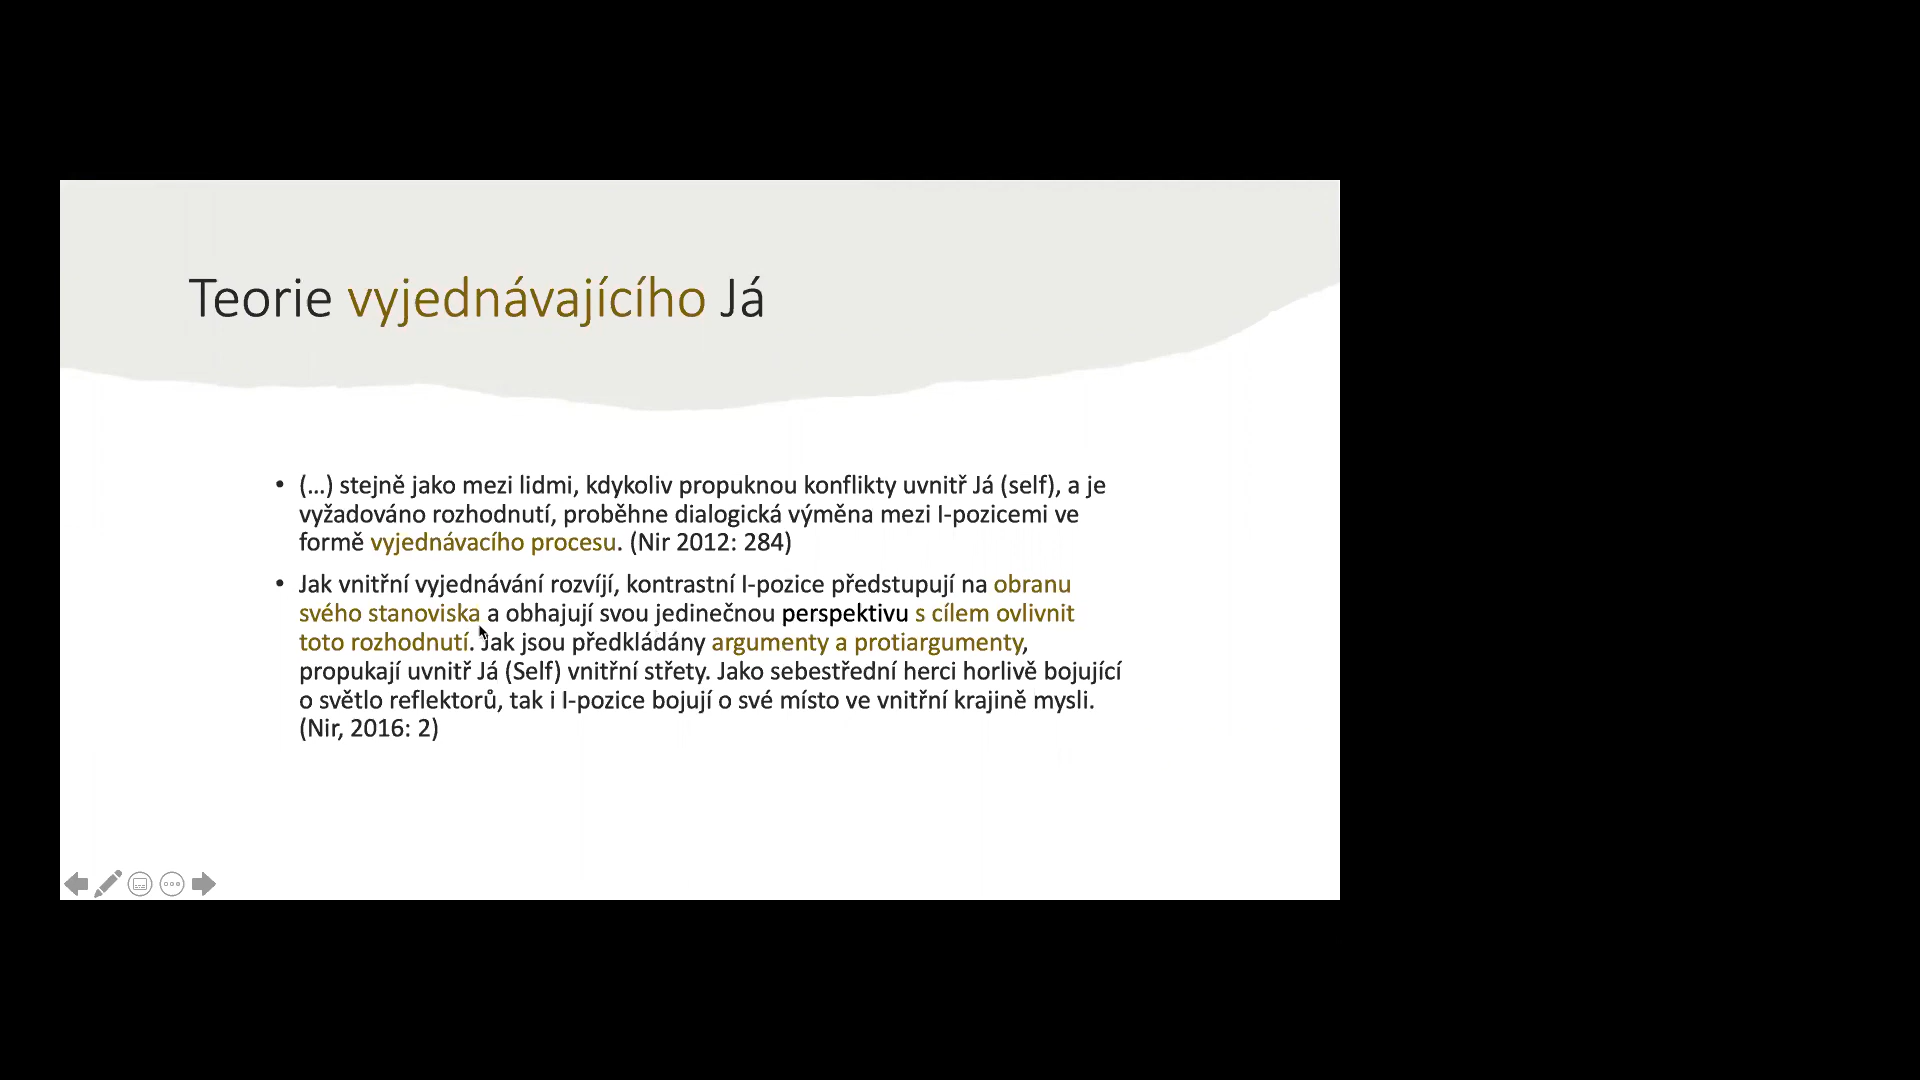 Teorie vyjednávajícího Já
• (...) stejně jako mezi lidmi, kdykoliv propuknou konflikty uvnitř Já (self), a je
vyžadováno rozhodnutí, proběhne dialogická výměna mezi I-pozicemi ve
formě vyjednávacího procesu. (Nir 2012: 284)
• Jak vnitřní vyjednávání rozvíjí, kontrastní I-pozice předstupují na obranu
svého stanoviska a obhajují svou jedinečnou perspektivu s cílem ovlivnit
toto rozhodnutí. Jak jsou předkládány argumenty a protiargumenty,
propukají uvnitř Já (Self) vnitřní střety. Jako sebestřední herci horlivě bojující
o světlo reflektorů, tak i I-pozice bojují o své místo ve vnitřní krajině mysli.
(Nir, 2016: 2)